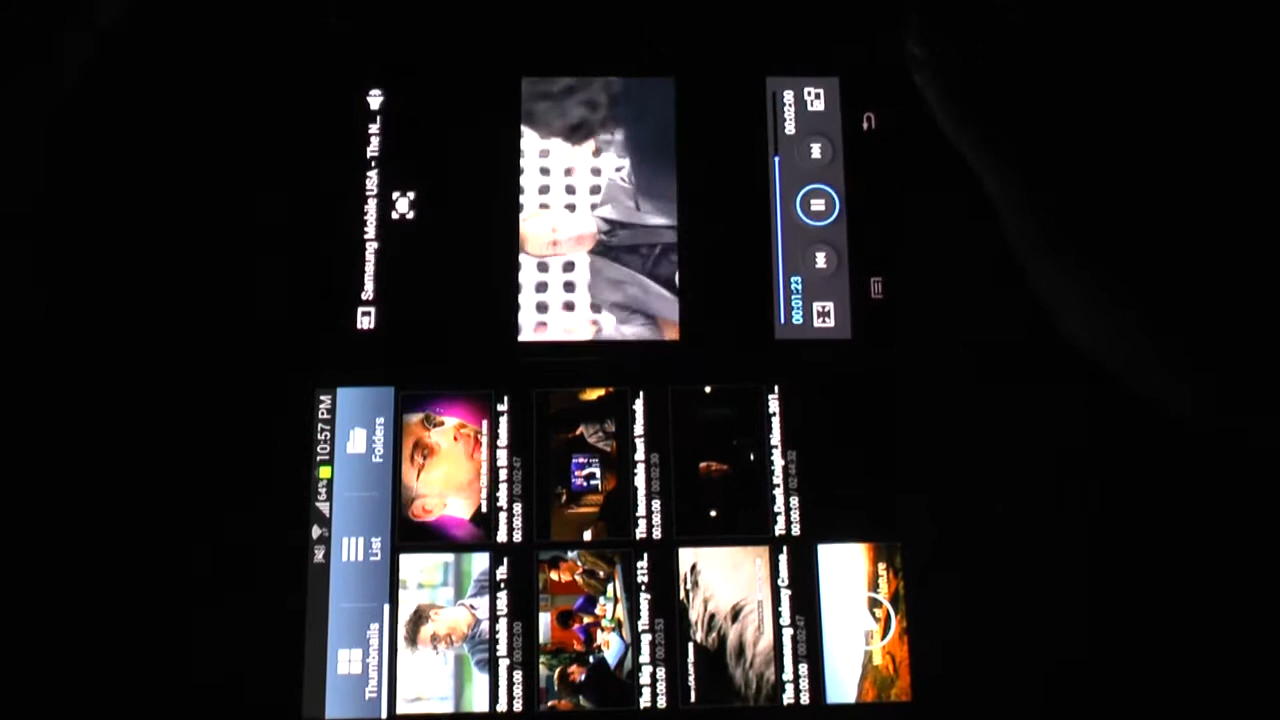 Samsung Mobile USA - The N...
00:01:23
00:02:00
64% 10:57 PM
Thumbnails
List
Folders
Samsung Mobile USA - Th...
00:00:00 / 00:02:00
Steve Jobs vs Bill Gates. E...
00:00:00 / 00:02:47
The Big Bang Theory - 213...
00:00:00 / 00:20:53
The Incredible Burt Wonde...
00:00:00 / 00:02:30
The Samsung Galaxy Came...
00:00:00 / 00:02:47
The.Dark.Knight.Rises.201...
00:00:00 / 02:44:32